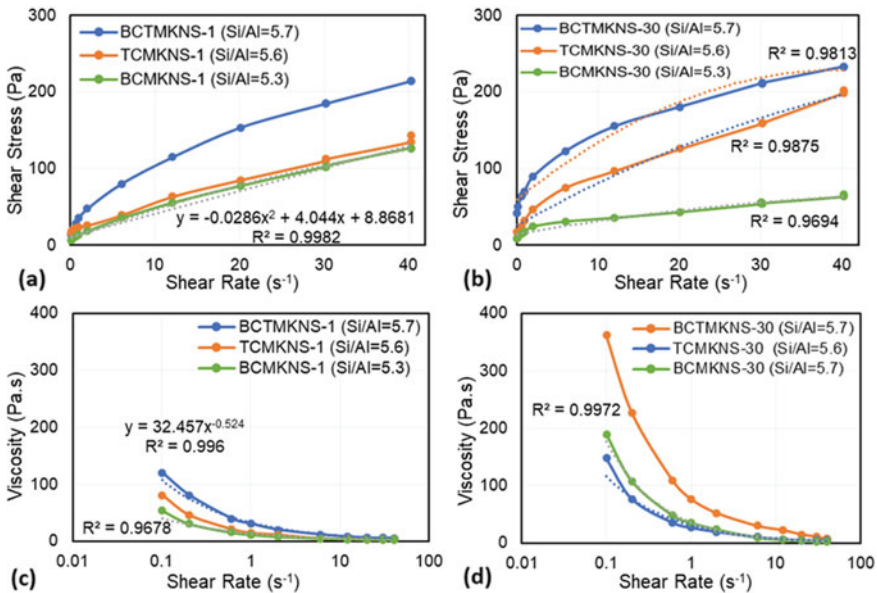 300
200
100
0
Shear Stress (Pa)
BCTMKNS-1 (Si/Al=5.7)
TCMKNS-1 (Si/Al=5.6)
BCMKNS-1 (Si/Al=5.3)
y = -0.0286x² + 4.044x + 8.8681
R² = 0.9982
0 10 20 30 40
Shear Rate (s⁻¹)
(a)
300
200
100
0
Shear Stress (Pa)
BCTMKNS-30 (Si/Al=5.7)
TCMKNS-30 (Si/Al=5.6)
BCMKNS-30 (Si/Al=5.3)
R² = 0.9813
R² = 0.9875
R² = 0.9694
0 10 20 30 40
Shear Rate (s⁻¹)
(b)
400
300
200
100
0
Viscosity (Pa.s)
BCTMKNS-1 (Si/Al=5.7)
TCMKNS-1 (Si/Al=5.6)
BCMKNS-1 (Si/Al=5.3)
y = 32.457x⁻⁰·⁵²⁴
R² = 0.996
R² = 0.9678
0.01 0.1 1 10 100
Shear Rate (s⁻¹)
(c)
400
300
200
100
0
Viscosity (Pa.s)
BCTMKNS-30 (Si/Al=5.7)
TCMKNS-30 (Si/Al=5.6)
BCMKNS-30 (Si/Al=5.7)
R² = 0.9972
0.01 0.1 1 10 100
Shear Rate (s⁻¹)
(d)